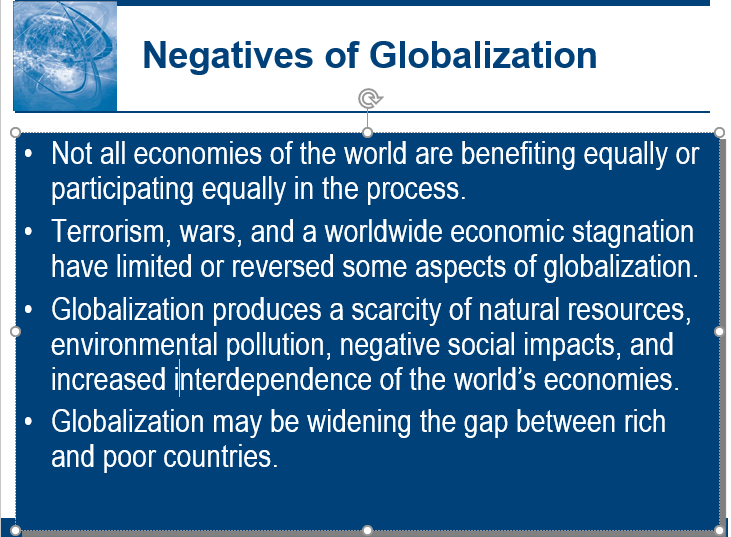 Negatives of Globalization
• Not all economies of the world are benefiting equally or
participating equally in the process.
• Terrorism, wars, and a worldwide economic stagnation
have limited or reversed some aspects of globalization.
• Globalization produces a scarcity of natural resources,
environmental pollution, negative social impacts, and
increased interdependence of the world’s economies.
• Globalization may be widening the gap between rich
and poor countries.